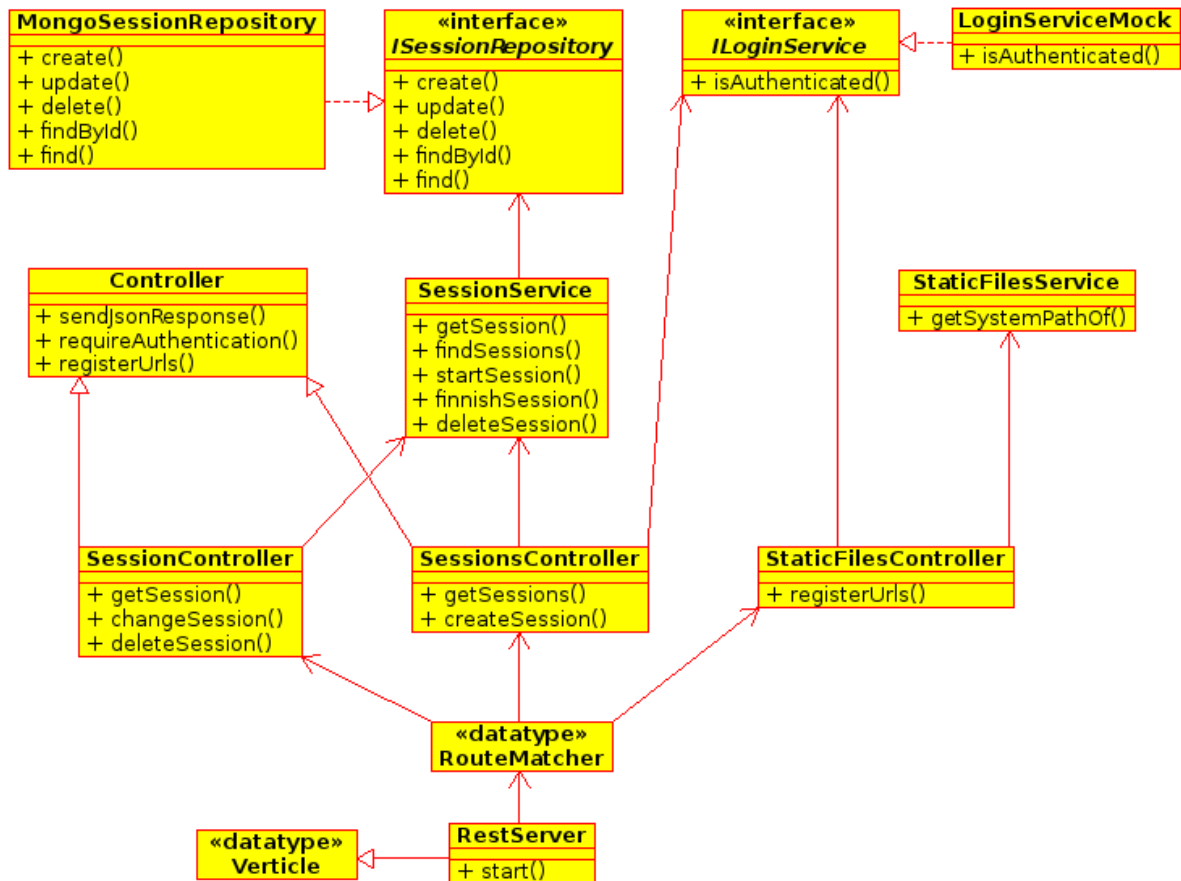 MongoSessionRepository
+ create()
+ update()
+ delete()
+ findById()
+ find()
«interface»
ISessionRepository
+ create()
+ update()
+ delete()
+ findById()
+ find()
«interface»
ILoginService
+ isAuthenticated()
LoginServiceMock
+ isAuthenticated()
Controller
+ sendJsonResponse()
+ requireAuthentication()
+ registerUrls()
SessionService
+ getSession()
+ findSessions()
+ startSession()
+ finnishSession()
+ deleteSession()
StaticFilesService
+ getSystemPathOf()
SessionController
+ getSession()
+ changeSession()
+ deleteSession()
SessionsController
+ getSessions()
+ createSession()
StaticFilesController
+ registerUrls()
«datatype»
RouteMatcher
«datatype»
Verticle
RestServer
+ start()